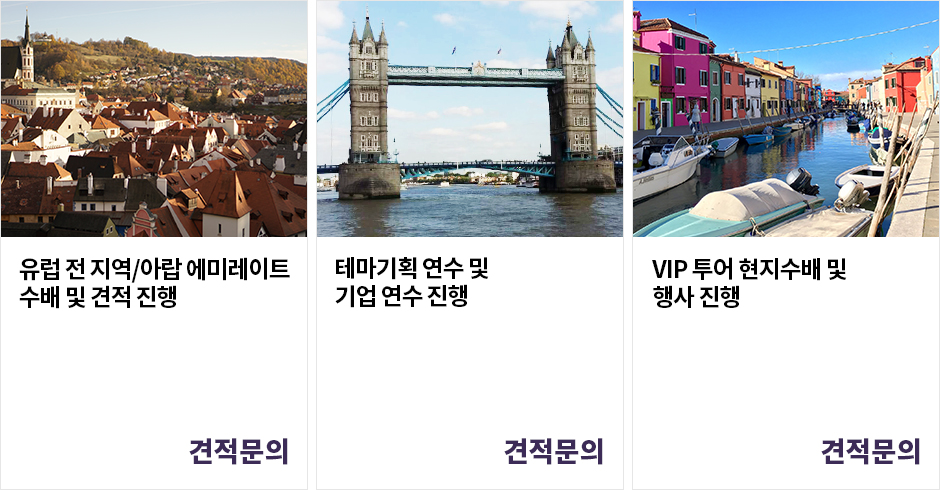 유럽 전 지역/아랍 에미레이트
수배 및 견적 진행
견적문의
테마기획 연수 및
기업 연수 진행
견적문의
VIP 투어 현지수배 및
행사 진행
견적문의